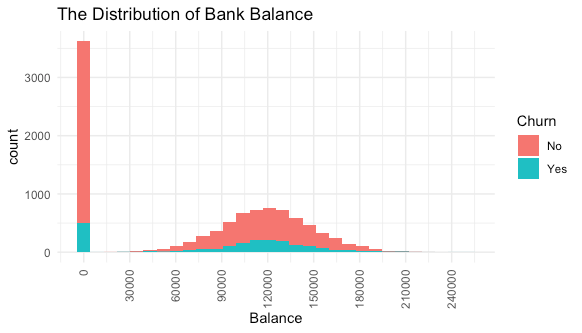 The Distribution of Bank Balance
3000
2000
1000
0
count
0
30000
60000
90000
120000
150000
180000
210000
240000
Balance
Churn
No
Yes